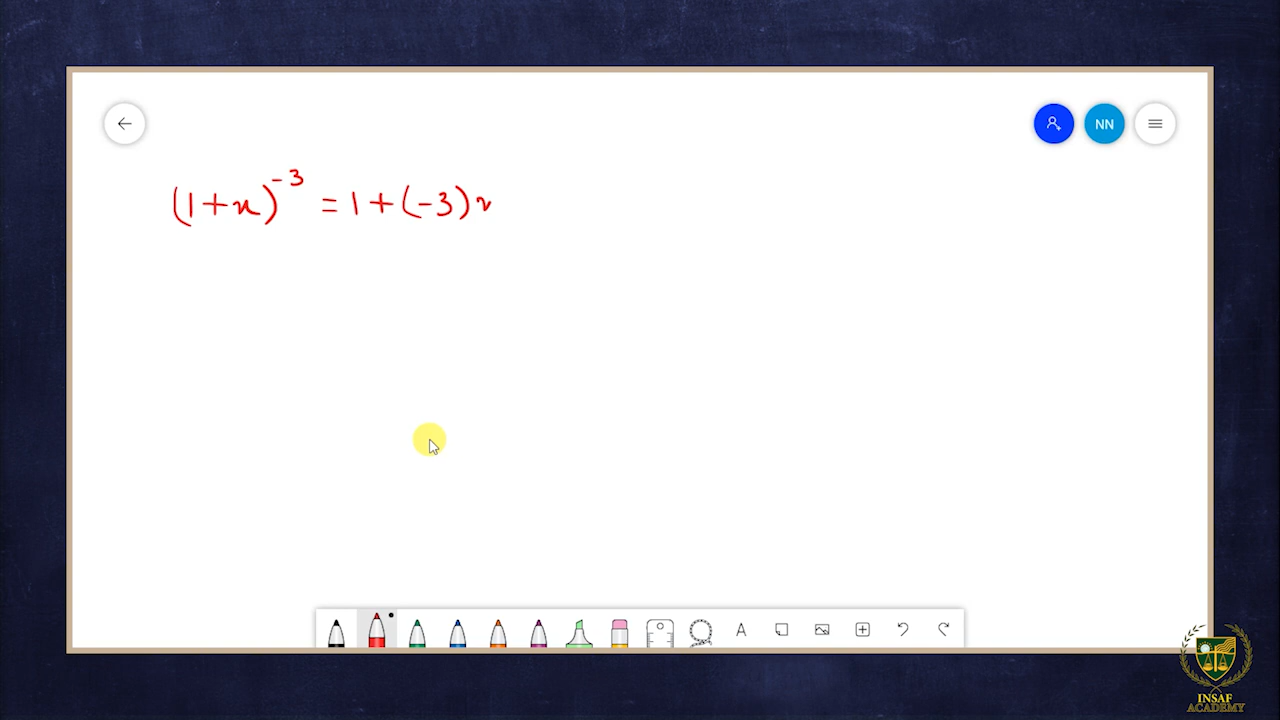 NN
(1+x)⁻³ = 1+(-3)x
A
INSAF
ACADEMY